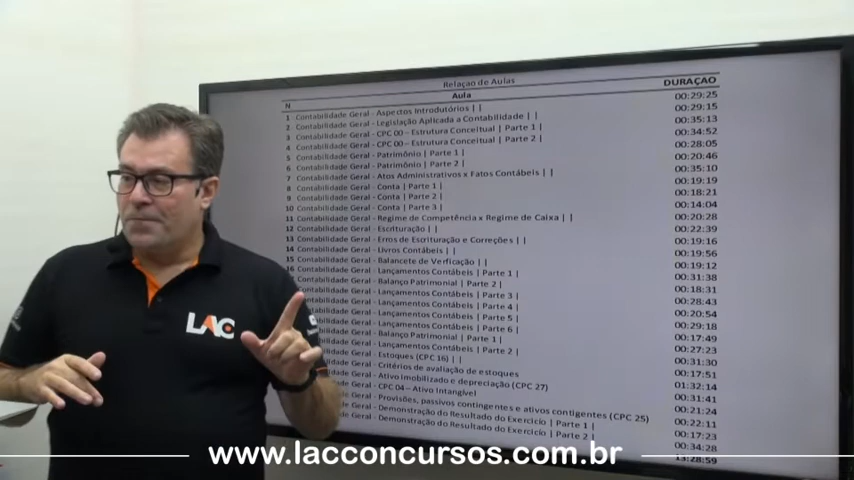 Relação de Aulas
N Aula DURAÇÃO
1 Contabilidade Geral - Aspectos Introdutórios | | 00:29:25
2 Contabilidade Geral - Legislação Aplicada a Contabilidade | | 00:29:15
3 Contabilidade Geral - CPC 00 – Estrutura Conceitual | Parte 1 | 00:35:13
4 Contabilidade Geral - CPC 00 – Estrutura Conceitual | Parte 2 | 00:34:52
5 Contabilidade Geral - Patrimônio | Parte 1 | 00:28:05
6 Contabilidade Geral - Patrimônio | Parte 2 | 00:20:46
7 Contabilidade Geral - Atos Administrativos x Fatos Contábeis | | 00:35:10
8 Contabilidade Geral - Conta | Parte 1 | 00:19:19
9 Contabilidade Geral - Conta | Parte 2 | 00:18:21
10 Contabilidade Geral - Conta | Parte 3 | 00:14:04
11 Contabilidade Geral - Regime de Competência x Regime de Caixa | | 00:20:28
12 Contabilidade Geral - Escrituração | | 00:22:39
13 Contabilidade Geral - Erros de Escrituração e Correções | | 00:19:16
14 Contabilidade Geral - Livros Contábeis | | 00:19:56
15 Contabilidade Geral - Balancete de Verficação | | 00:19:12
16 Contabilidade Geral - Lançamentos Contábeis | Parte 1 | 00:31:38
Contabilidade Geral - Balanço Patrimonial | Parte 2 | 00:18:31
Contabilidade Geral - Lançamentos Contábeis | Parte 3 | 00:28:43
Contabilidade Geral - Lançamentos Contábeis | Parte 4 | 00:20:54
Contabilidade Geral - Lançamentos Contábeis | Parte 5 | 00:29:18
Contabilidade Geral - Lançamentos Contábeis | Parte 6 | 00:17:49
Geral - Balanço Patrimonial | Parte 1 | 00:27:23
Geral - Lançamentos Contábeis | Parte 2 | 00:31:30
Geral - Estoques (CPC 16) | | 00:17:51
Geral - Critérios de avaliação de estoques 01:32:14
Geral - Ativo imobilizado e depreciação (CPC 27) 00:31:41
Geral - CPC 04 – Ativo Intangível 00:21:24
Geral - Provisões, passivos contingentes e ativos contigentes (CPC 25) 00:22:11
Geral - Demonstração do Resultado do Exercício | Parte 1 | 00:17:23
Geral - Demonstração do Resultado do Exercício | Parte 2 | 00:34:28
13:28:59
LAC
www.lacconcursos.com.br